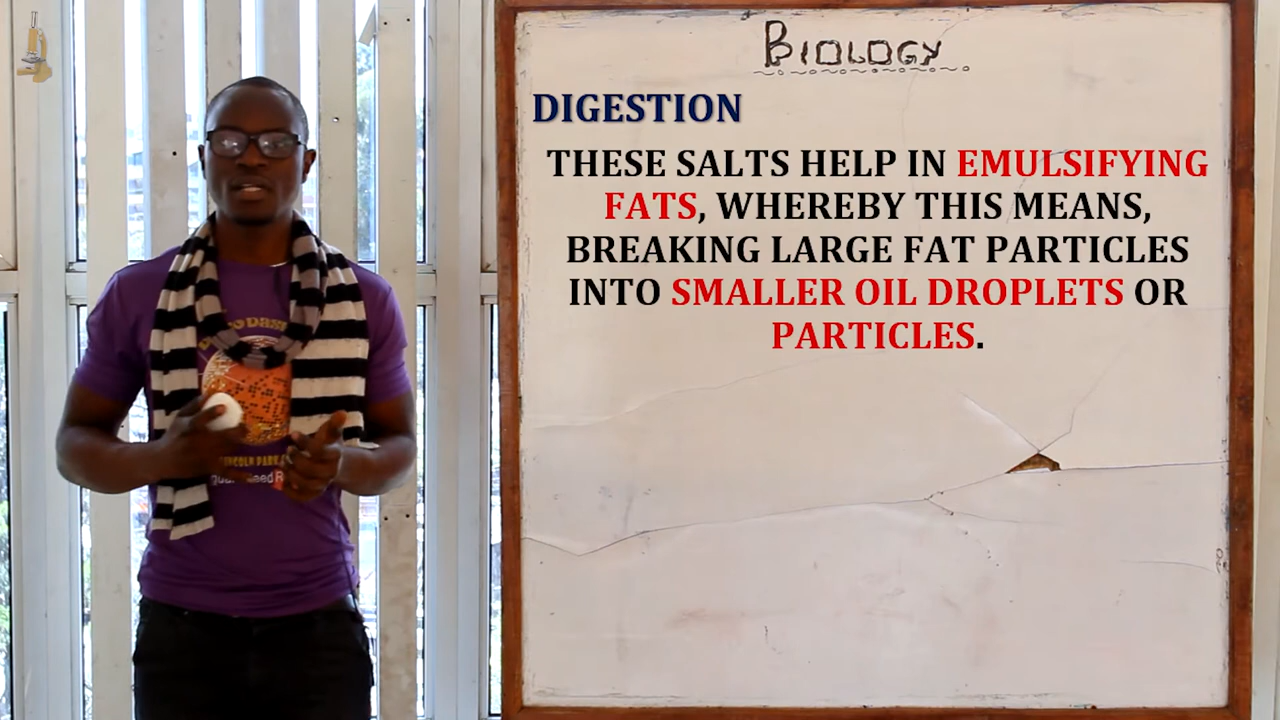 BIOLOGY
DIGESTION
THESE SALTS HELP IN EMULSIFYING
FATS, WHEREBY THIS MEANS,
BREAKING LARGE FAT PARTICLES
INTO SMALLER OIL DROPLETS OR
PARTICLES.